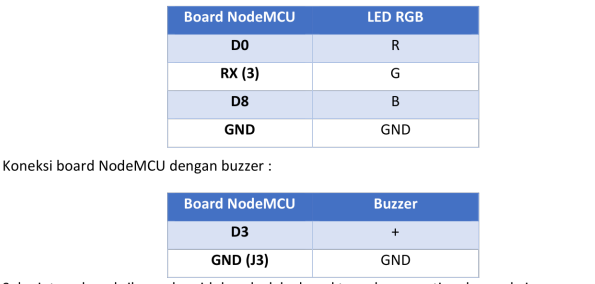 Board NodeMCU LED RGB
D0 R
RX (3) G
D8 B
GND GND
Koneksi board NodeMCU dengan buzzer :
Board NodeMCU Buzzer
D3 +
GND (J3) GND